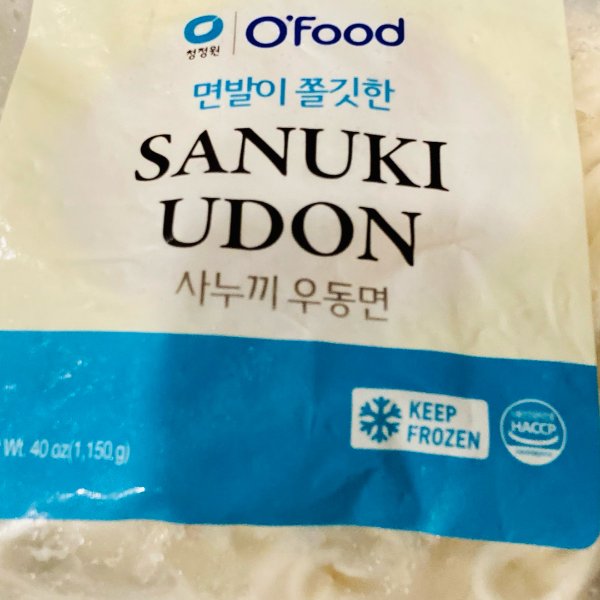 청정원
O'Food
면발이 쫄깃한
SANUKI
UDON
사누끼 우동면
Wt. 40 oz(1,150g)
KEEP
FROZEN
HACCP